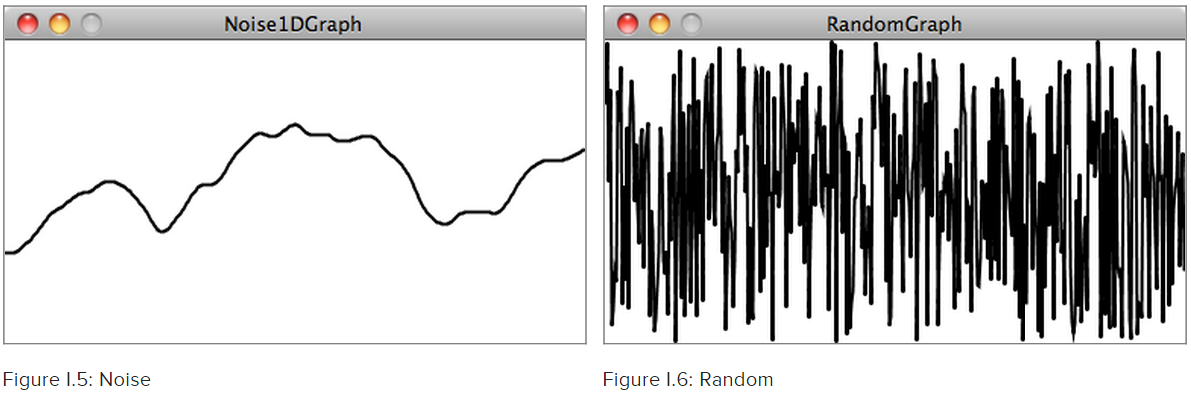 Noise1DGraph
RandomGraph
Figure I.5: Noise
Figure I.6: Random